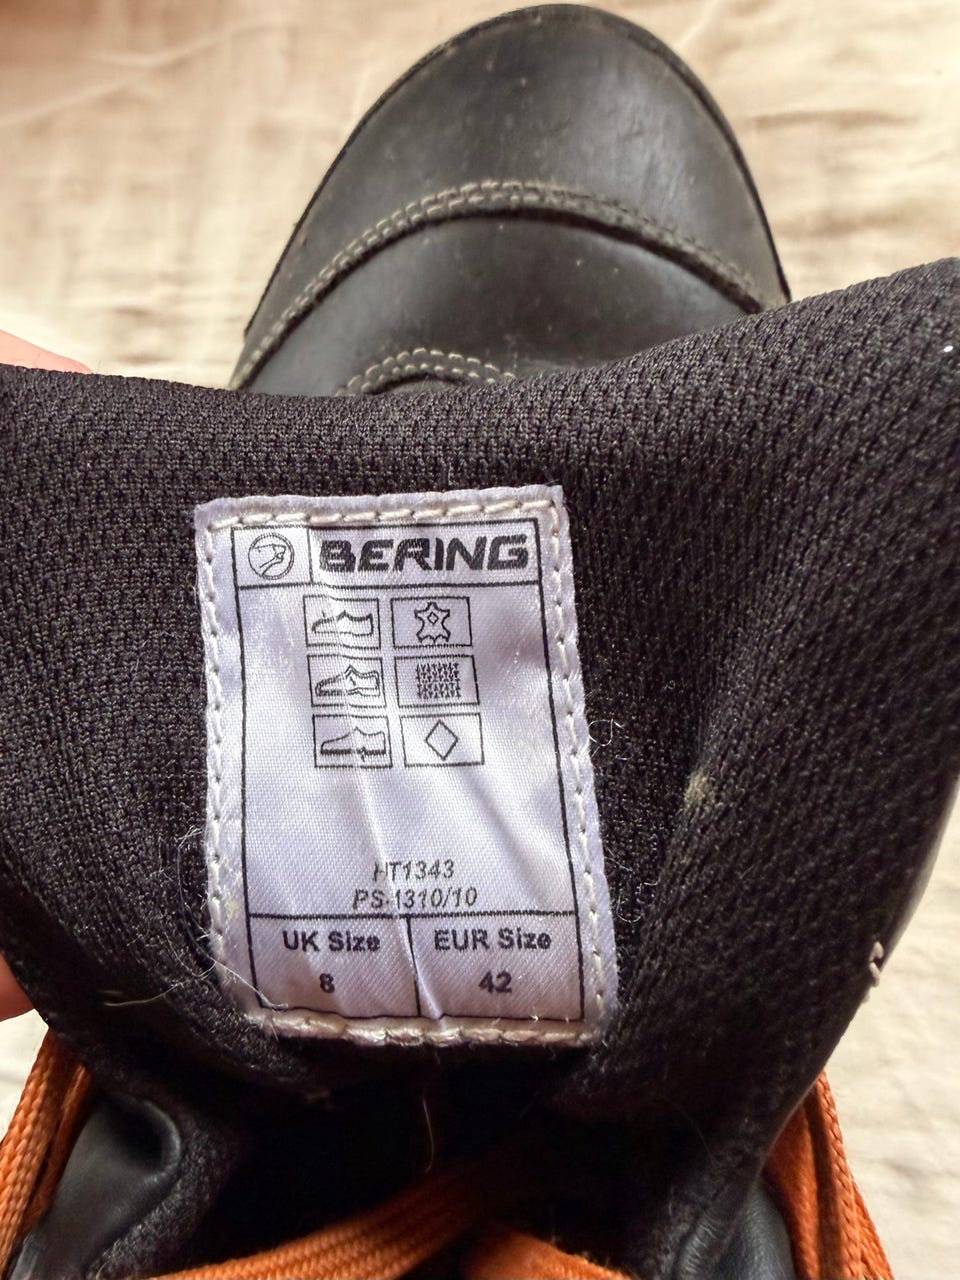 BERING
HT1343
PS-1310/10
UK Size EUR Size
8 42